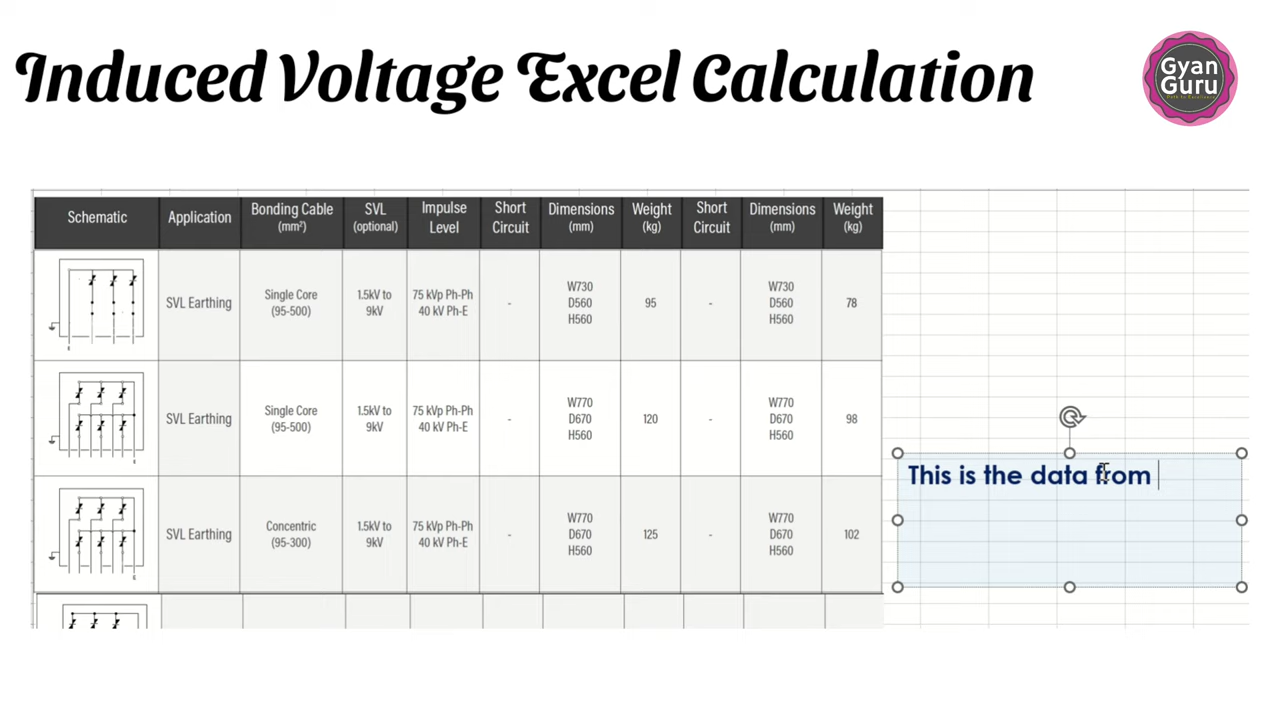 Induced Voltage Excel Calculation
Gyan
Guru
Schematic Application Bonding Cable (mm²) SVL (optional) Impulse Level Short Circuit Dimensions (mm) Weight (kg) Short Circuit Dimensions (mm) Weight (kg)
SVL Earthing Single Core (95-500) 1.5kV to 9kV 75 kVp Ph-Ph 40 kV Ph-E - W730 D560 H560 95 - W730 D560 H560 78
SVL Earthing Single Core (95-500) 1.5kV to 9kV 75 kVp Ph-Ph 40 kV Ph-E - W770 D670 H560 120 - W770 D670 H560 98
SVL Earthing Concentric (95-300) 1.5kV to 9kV 75 kVp Ph-Ph 40 kV Ph-E - W770 D670 H560 125 - W770 D670 H560 102
This is the data from